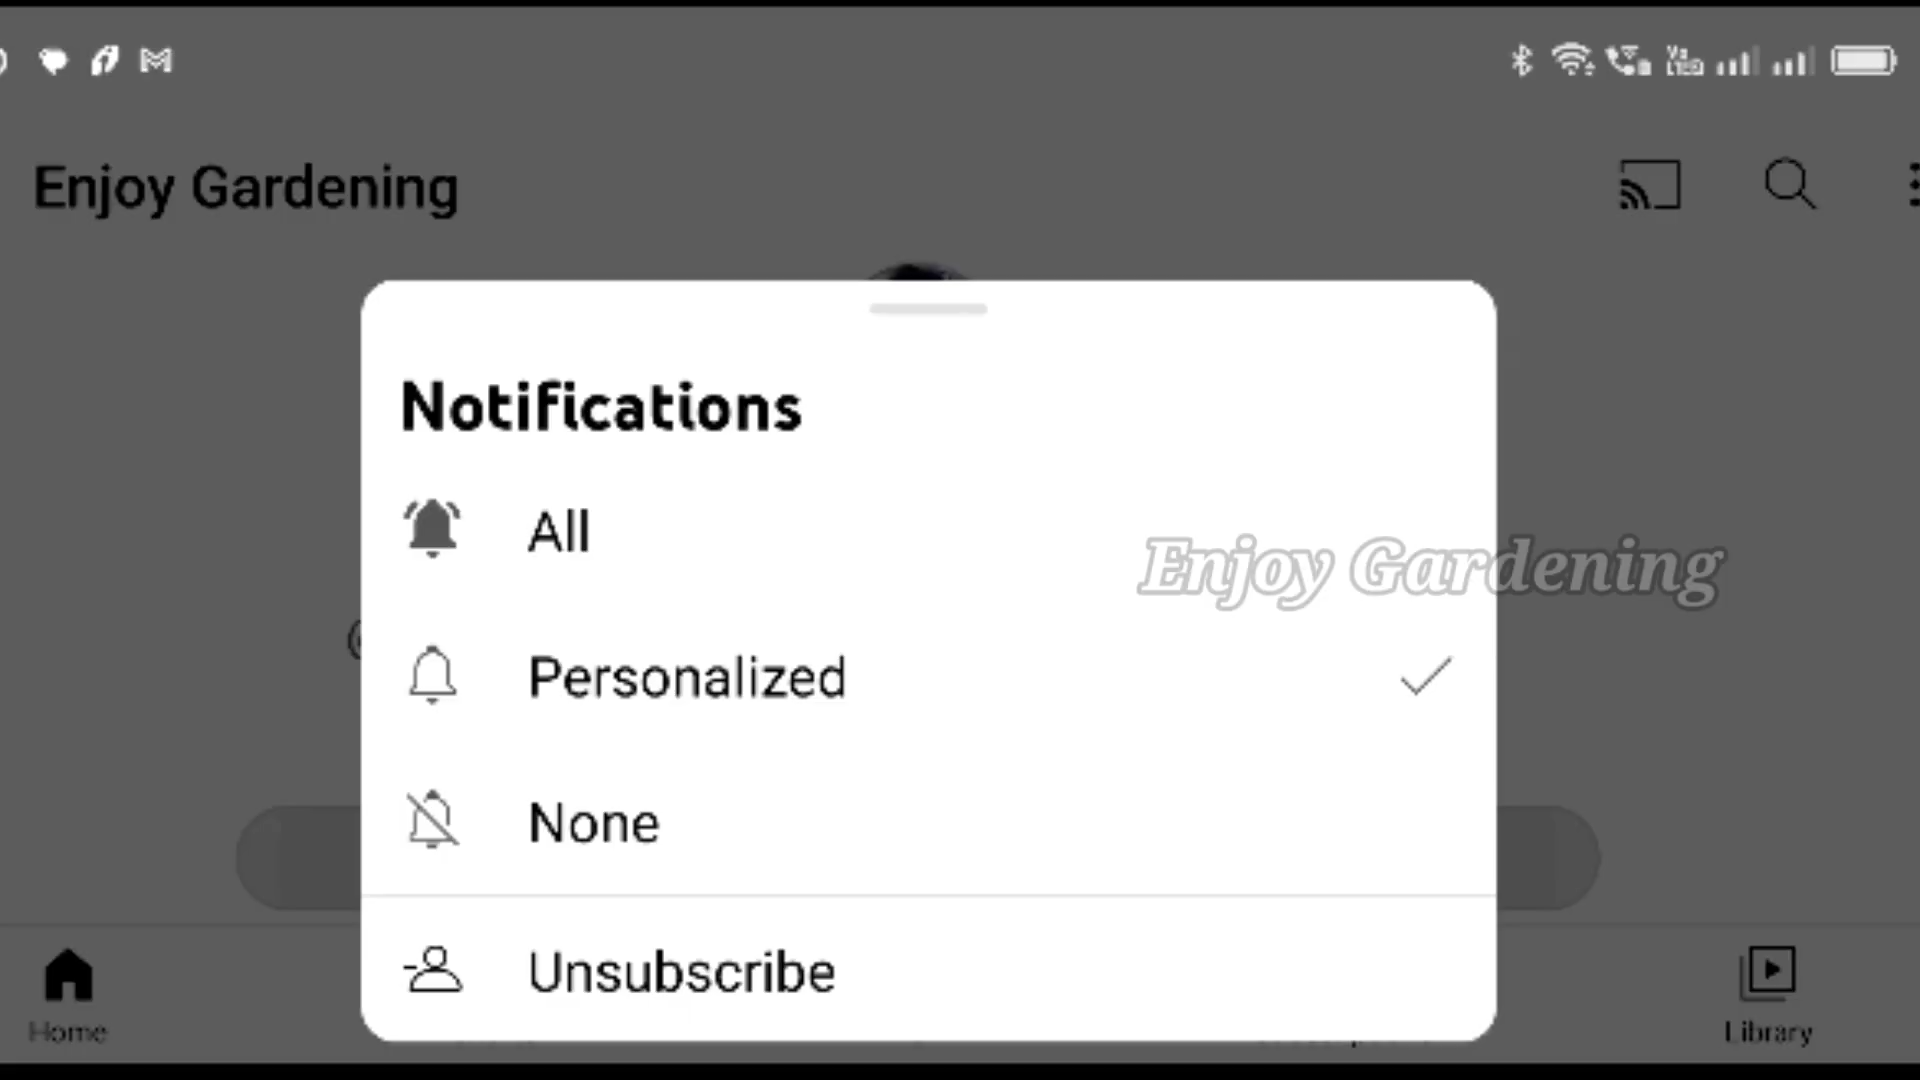 Enjoy Gardening
Notifications
All
Enjoy Gardening
Personalized
None
Unsubscribe
Home
Library